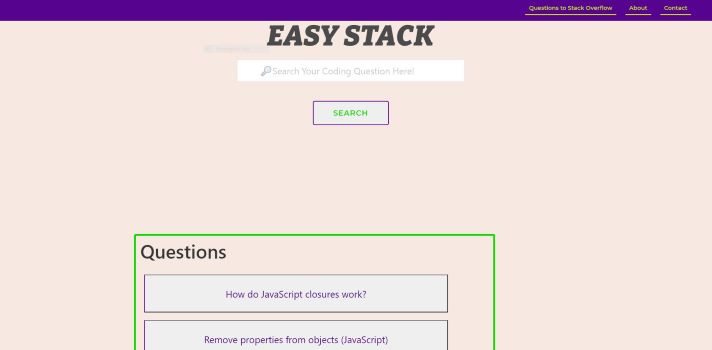 Questions to Stack Overflow About Contact
EASY STACK
🔎Search Your Coding Question Here!
SEARCH
Questions
How do JavaScript closures work?
Remove properties from objects (JavaScript)